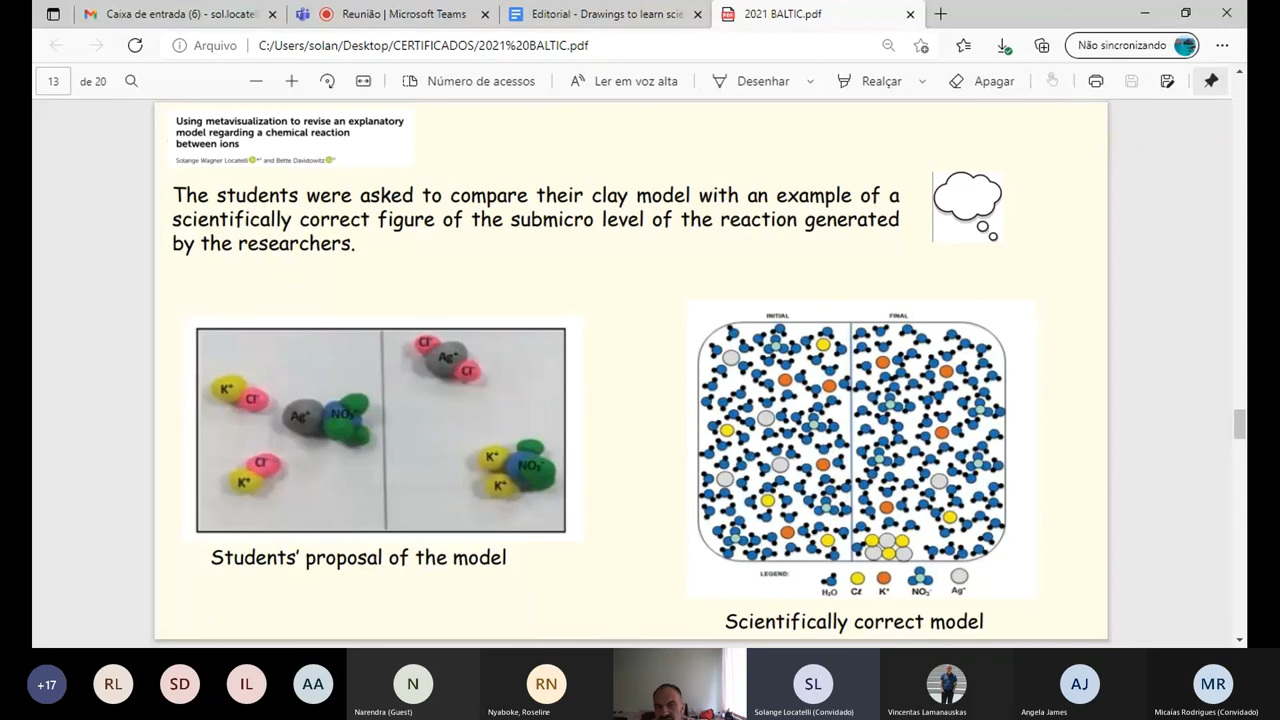 Caixa de entrada (6) - sol.locatel
Reunião | Microsoft Teams
Editorial - Drawings to learn scie
2021 BALTIC.pdf
Arquivo
C:/Users/solan/Desktop/CERTIFICADOS/2021%20BALTIC.pdf
Não sincronizando
13
de 20
Número de acessos
Ler em voz alta
Desenhar
Realçar
Apagar
Using metavisualization to revise an explanatory
model regarding a chemical reaction
between ions
Solange Wagner Locatelli and Bette Davidowitz
The students were asked to compare their clay model with an example of a
scientifically correct figure of the submicro level of the reaction generated
by the researchers.
K⁺ Cl⁻
Ag⁺ NO₃⁻
Cl⁻
K⁺
Cl⁻
Ag⁺
Cl⁻
K⁺
NO₃⁻
K⁺
Students’ proposal of the model
INITIAL
FINAL
LEGEND:
H₂O
Cℓ
K⁺
NO₃⁻
Ag⁺
Scientifically correct model
+17
RL
SD
IL
AA
N
Narendra (Guest)
RN
Nyaboke, Roseline
SL
Solange Locatelli (Convidado)
Vincentas Lamanauskas
AJ
Angela James
MR
Micaías Rodrigues (Convidado)